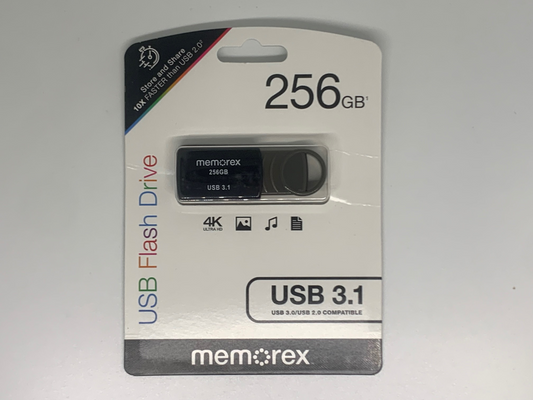 Store and Share
10X FASTER than USB 2.0²
256GB¹
USB Flash Drive
memorex
256GB
USB 3.1
4K
ULTRA HD
USB 3.1
USB 3.0/USB 2.0 COMPATIBLE
memorex